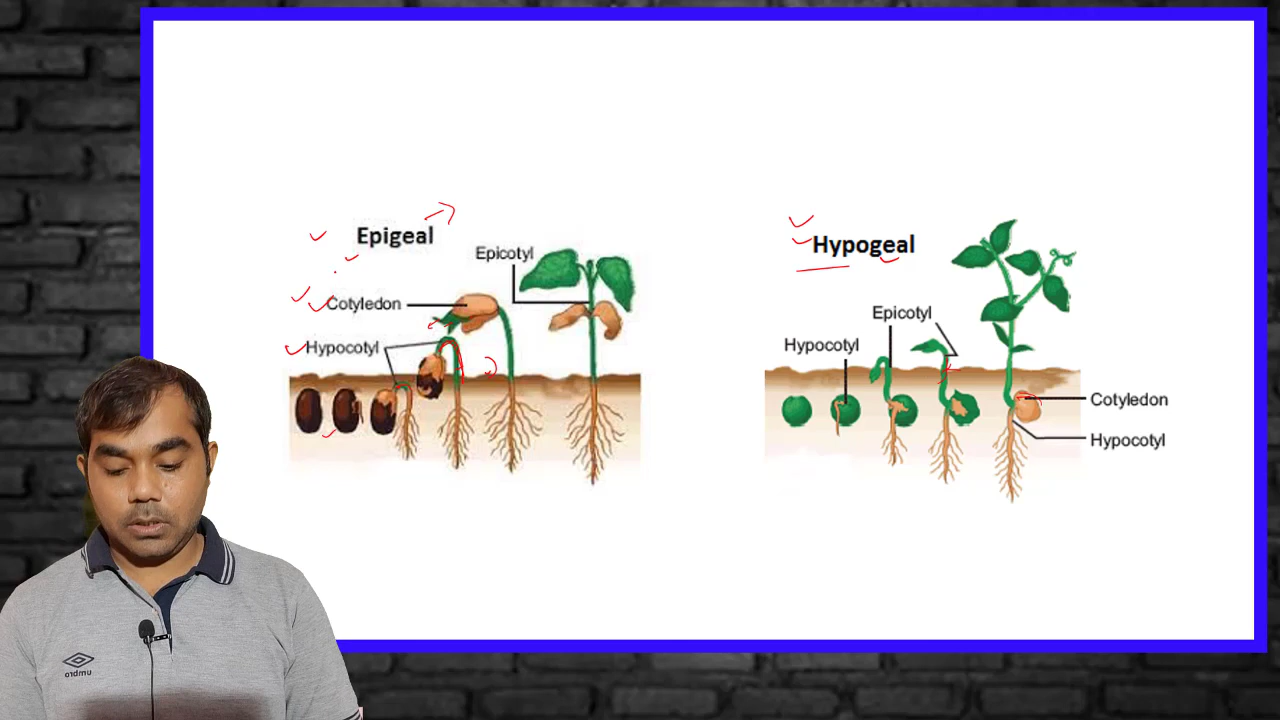 Epigeal
Epicotyl
Cotyledon
Hypocotyl
Hypogeal
Epicotyl
Hypocotyl
Cotyledon
Hypocotyl
umbro